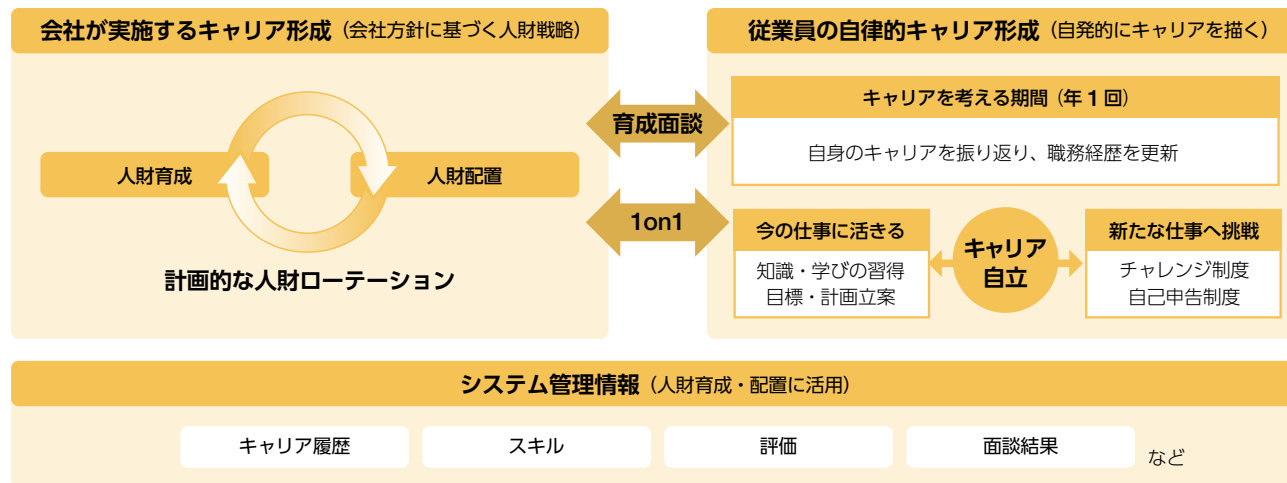 会社が実施するキャリア形成（会社方針に基づく人財戦略）
人財育成
人財配置
計画的な人財ローテーション
育成面談
1on1
従業員の自律的キャリア形成（自発的にキャリアを描く）
キャリアを考える期間（年１回）
自身のキャリアを振り返り、職務経歴を更新
今の仕事に活きる
知識・学びの習得
目標・計画立案
キャリア
自立
新たな仕事へ挑戦
チャレンジ制度
自己申告制度
システム管理情報（人財育成・配置に活用）
キャリア履歴
スキル
評価
面談結果
など